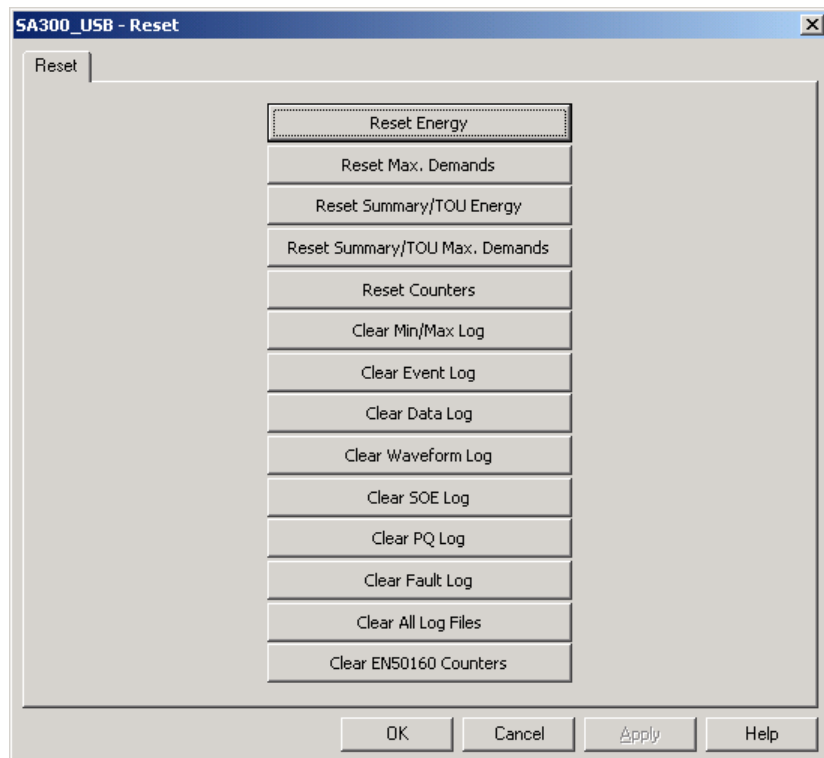 SA300_USB - Reset
Reset
Reset Energy
Reset Max. Demands
Reset Summary/TOU Energy
Reset Summary/TOU Max. Demands
Reset Counters
Clear Min/Max Log
Clear Event Log
Clear Data Log
Clear Waveform Log
Clear SOE Log
Clear PQ Log
Clear Fault Log
Clear All Log Files
Clear EN50160 Counters
OK Cancel Apply Help